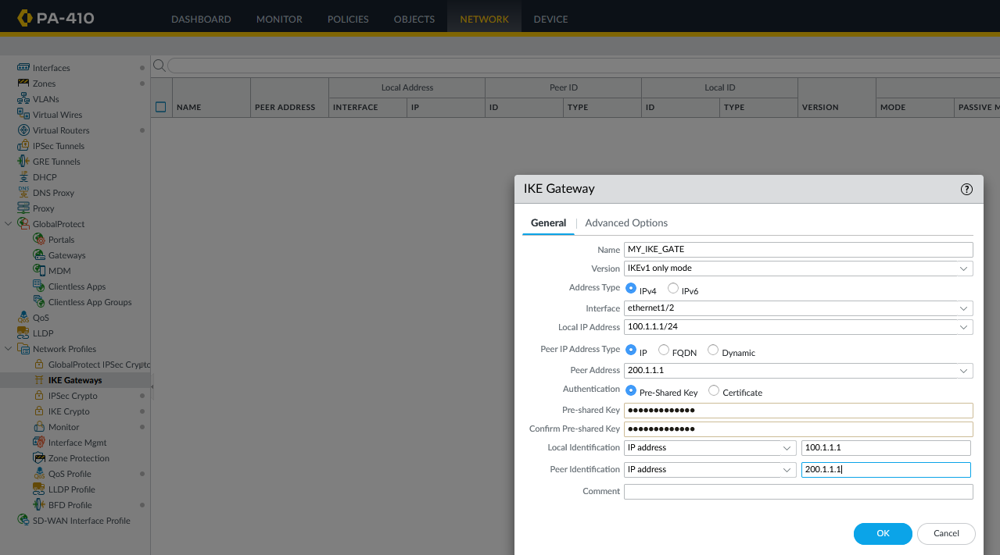 PA-410
DASHBOARD MONITOR POLICIES OBJECTS NETWORK DEVICE
Interfaces
Zones
VLANs
Virtual Wires
Virtual Routers
IPSec Tunnels
GRE Tunnels
DHCP
DNS Proxy
Proxy
GlobalProtect
Portals
Gateways
MDM
Clientless Apps
Clientless App Groups
QoS
LLDP
Network Profiles
GlobalProtect IPSec Crypto
IKE Gateways
IPSec Crypto
IKE Crypto
Monitor
Interface Mgmt
Zone Protection
QoS Profile
LLDP Profile
BFD Profile
SD-WAN Interface Profile
Local Address Peer ID Local ID
NAME PEER ADDRESS INTERFACE IP ID TYPE ID TYPE VERSION MODE PASSIVE M
IKE Gateway
General Advanced Options
Name MY_IKE_GATE
Version IKEv1 only mode
Address Type IPv4 IPv6
Interface ethernet1/2
Local IP Address 100.1.1.1/24
Peer IP Address Type IP FQDN Dynamic
Peer Address 200.1.1.1
Authentication Pre-Shared Key Certificate
Pre-shared Key •••••••••••••
Confirm Pre-shared Key •••••••••••••
Local Identification IP address 100.1.1.1
Peer Identification IP address 200.1.1.1
Comment
OK Cancel